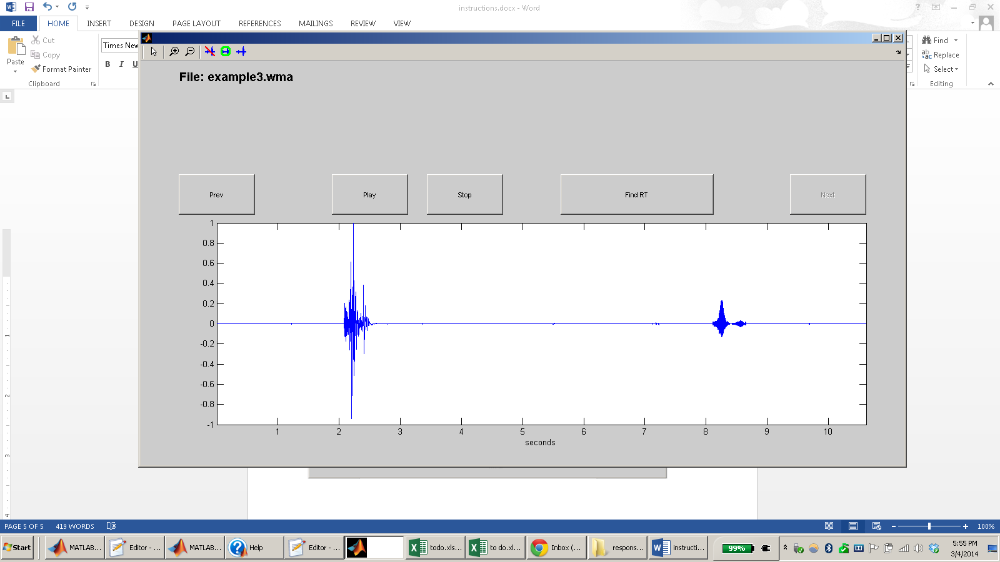 instructions.docx - Word
FILE HOME INSERT DESIGN PAGE LAYOUT REFERENCES MAILINGS REVIEW VIEW
Paste
Cut
Copy
Format Painter
Clipboard
Times New
B I U
Find
Replace
Select
Editing
File: example3.wma
Prev Play Stop Find RT Next
1
0.8
0.6
0.4
0.2
0
-0.2
-0.4
-0.6
-0.8
-1
1 2 3 4 5 6 7 8 9 10
seconds
1
2
3
4
PAGE 5 OF 5 419 WORDS 100%
Start MATLAB... Editor - ... MATLAB... Help Editor - ... todo.xls... to do.xl... Inbox (... respons... instructi... 99%
5:55 PM
3/4/2014